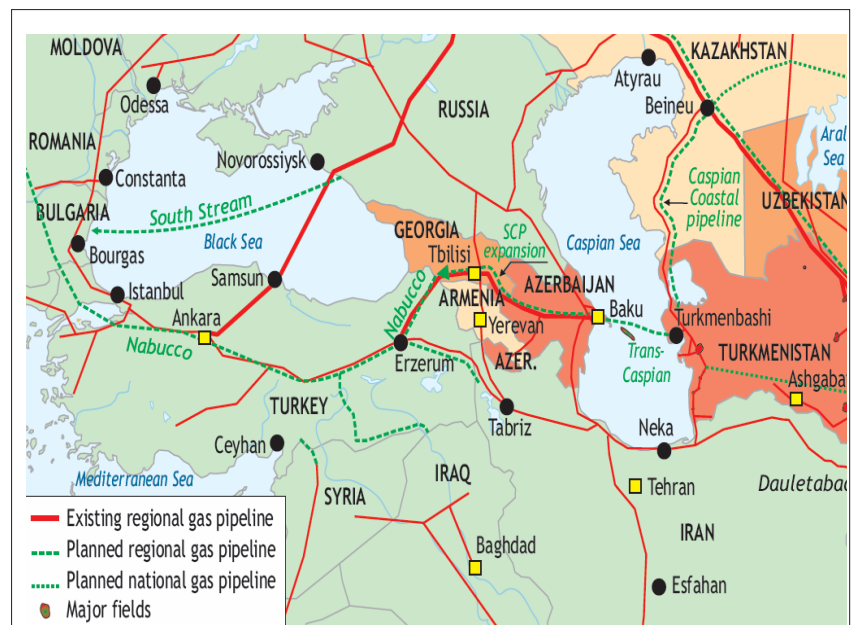 MOLDOVA
KAZAKHSTAN
Atyrau
Odessa
Beineu
RUSSIA
Aral
Sea
ROMANIA
Novorossiysk
Constanta
Caspian
Coastal
pipeline
UZBEKISTAN
BULGARIA
South Stream
GEORGIA
SCP
expansion
Black Sea
Caspian Sea
Bourgas
Tbilisi
Samsun
AZERBAIJAN
Istanbul
ARMENIA
Nabucco
Baku
Ankara
Turkmenbashi
Yerevan
Nabucco
Trans-
Caspian
TURKMENISTAN
Erzerum
AZER.
Ashgaba
TURKEY
Tabriz
Neka
Ceyhan
Mediterranean Sea
IRAQ
SYRIA
Tehran
Dauletabad
IRAN
Baghdad
Esfahan
Existing regional gas pipeline
Planned regional gas pipeline
Planned national gas pipeline
Major fields